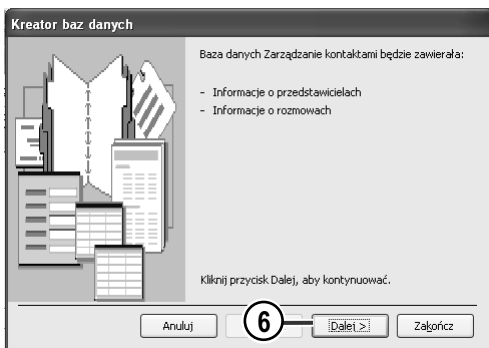 Kreator baz danych
Baza danych Zarządzanie kontaktami będzie zawierała:
- Informacje o przedstawicielach
- Informacje o rozmowach
Kliknij przycisk Dalej, aby kontynuować.
Anuluj 6 Dalej > Zakończ